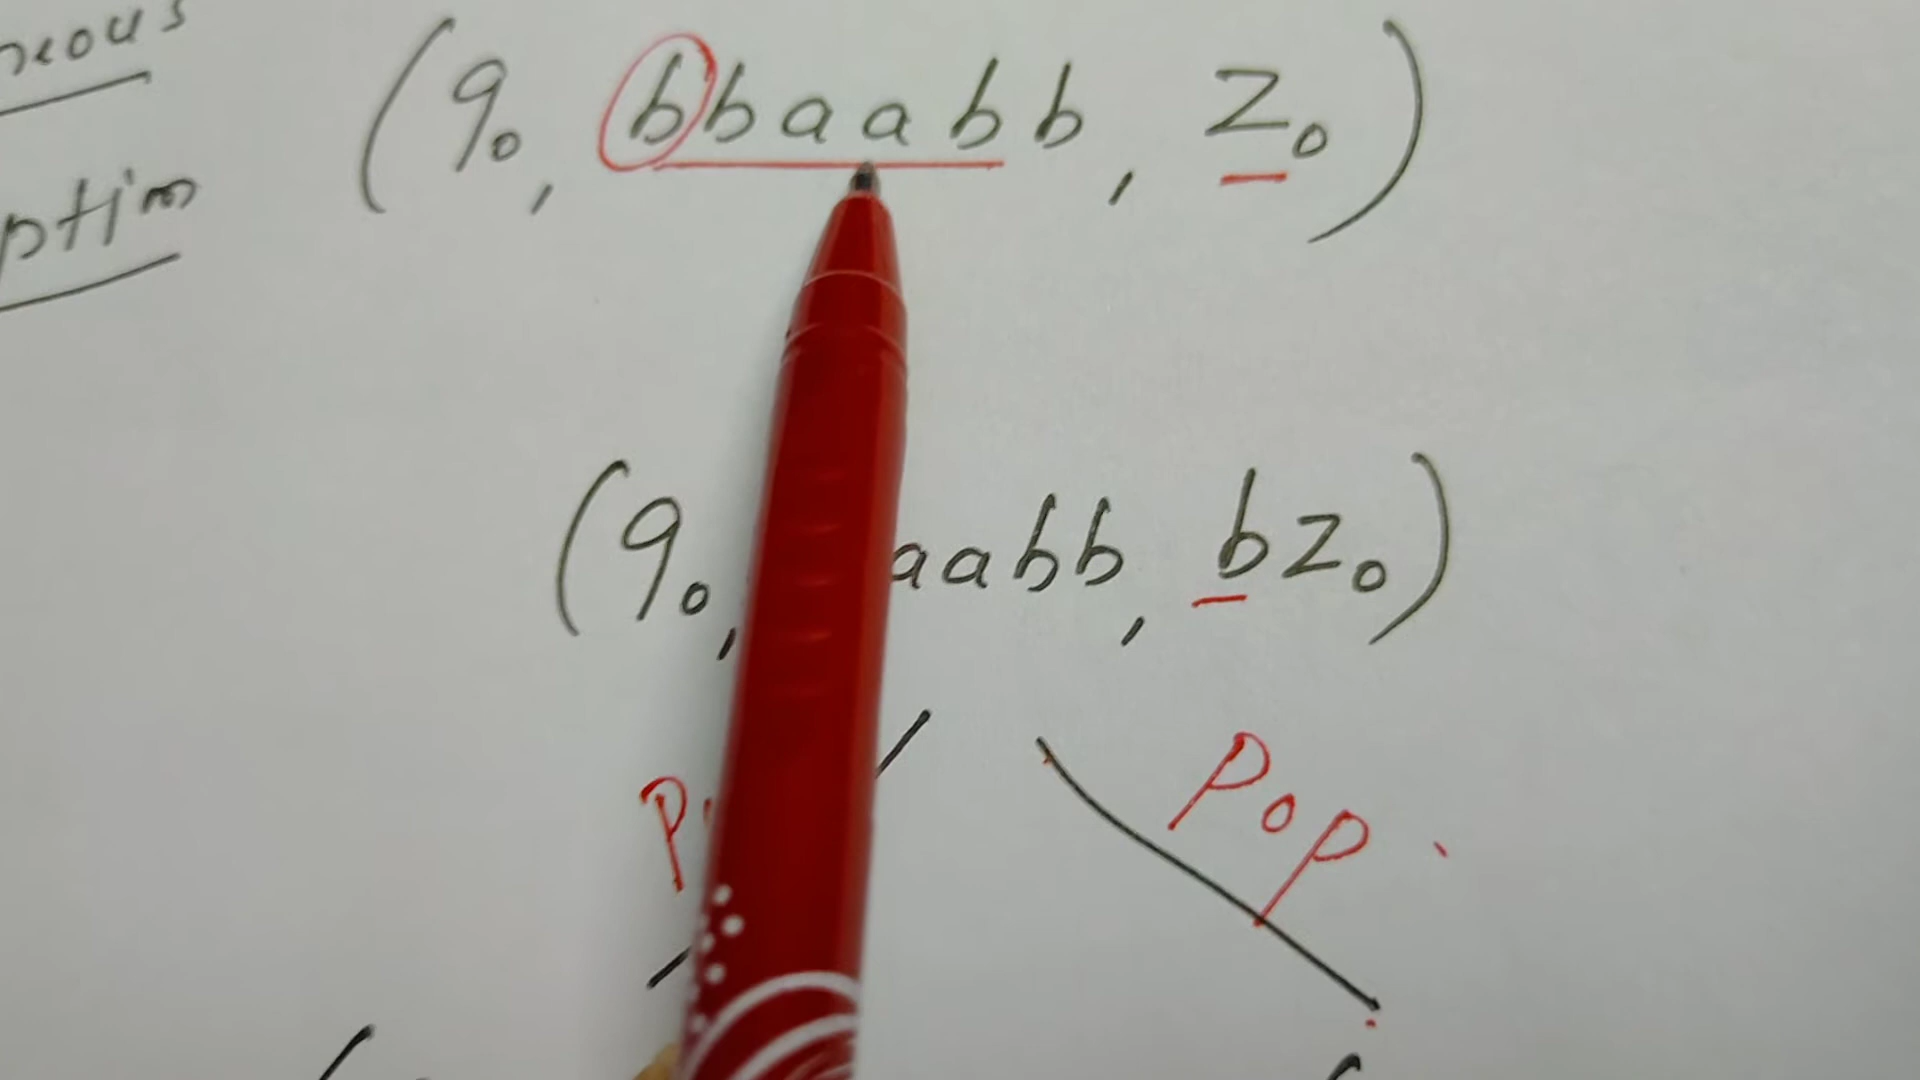 (q₀, bbaabb, z₀)
(q₀, aabb, bz₀)
Pop